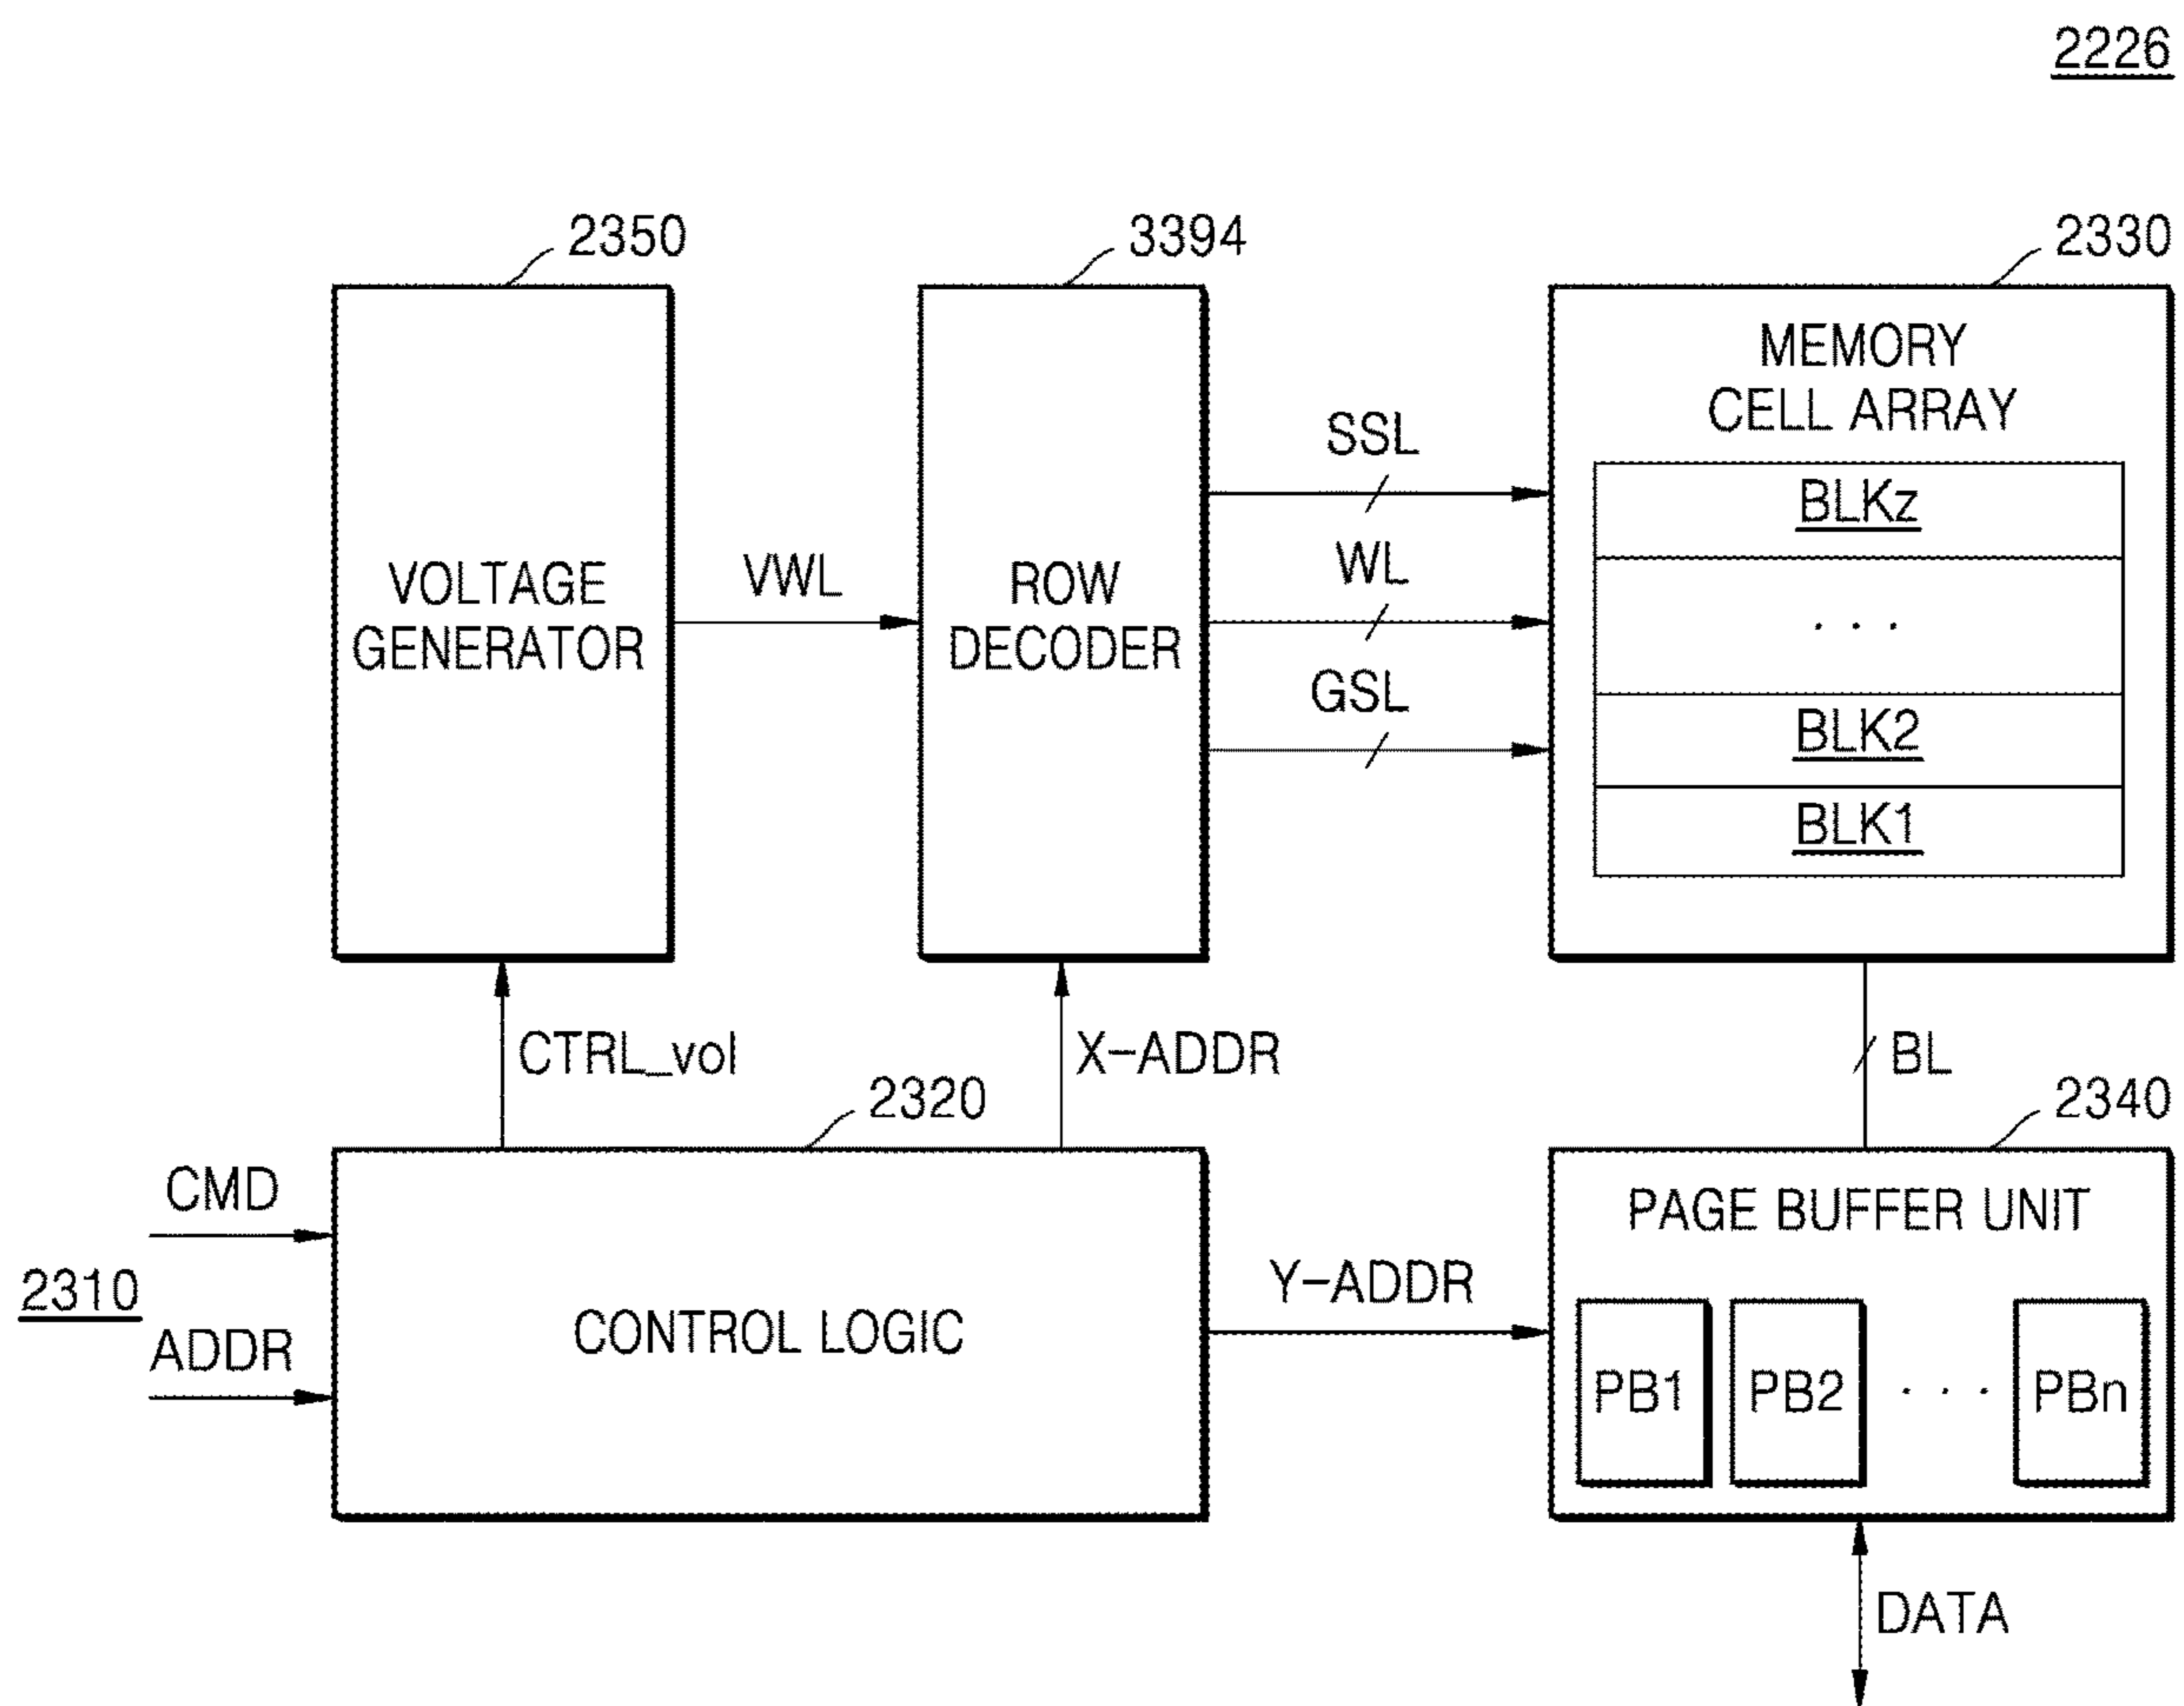 2226
2350
3394
2330
MEMORY
CELL ARRAY
SSL
BLKz
VOLTAGE
GENERATOR
VWL
ROW
DECODER
WL
. . .
GSL
BLK2
BLK1
CTRL_vol
X-ADDR
BL
2320
2340
CMD
PAGE BUFFER UNIT
2310
Y-ADDR
CONTROL LOGIC
ADDR
PB1 PB2 . . . PBn
DATA